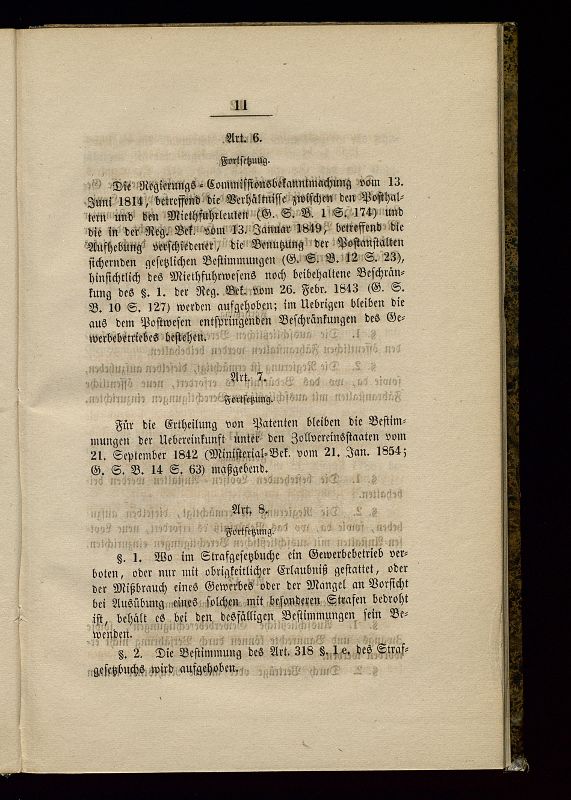 11
Art. 6.
Fortsetzung.
Die Regierungs-Commissionsbekanntmachung vom 13.
Juni 1814, betreffend die Verhältnisse zwischen den Posthal-
tern und den Miethfuhrleuten (G. S. B. 1 S. 174) und
die in der Reg. Bek. vom 13. Januar 1849, betreffend die
Aufhebung verschiedener, die Benutzung der Postanstalten
sichernden gesetzlichen Bestimmungen (G. S. B. 12 S. 23),
hinsichtlich des Miethfuhrwesens noch beibehaltene Beschrän-
kung des §. 1. der Reg. Bek. vom 26. Febr. 1843 (G. S.
B. 10 S. 127) werden aufgehoben; im Uebrigen bleiben die
aus dem Postwesen entspringenden Beschränkungen des Ge-
werbebetriebes bestehen.
Art. 7.
Fortsetzung.
Für die Ertheilung von Patenten bleiben die Bestim-
mungen der Uebereinkunft unter den Zollvereinsstaaten vom
21. September 1842 (Ministerial-Bek. vom 21. Jan. 1854;
G. S. B. 14 S. 63) maßgebend.
Art. 8.
Fortsetzung.
§. 1. Wo im Strafgesetzbuche ein Gewerbebetrieb ver-
boten, oder nur mit obrigkeitlicher Erlaubniß gestattet, oder
der Mißbrauch eines Gewerbes oder der Mangel an Vorsicht
bei Ausübung eines solchen mit besonderen Strafen bedroht
ist, behält es bei den desfälligen Bestimmungen sein Be-
wenden.
§. 2. Die Bestimmung des Art. 318 §. 1 e. des Straf-
gesetzbuchs wird aufgehoben.